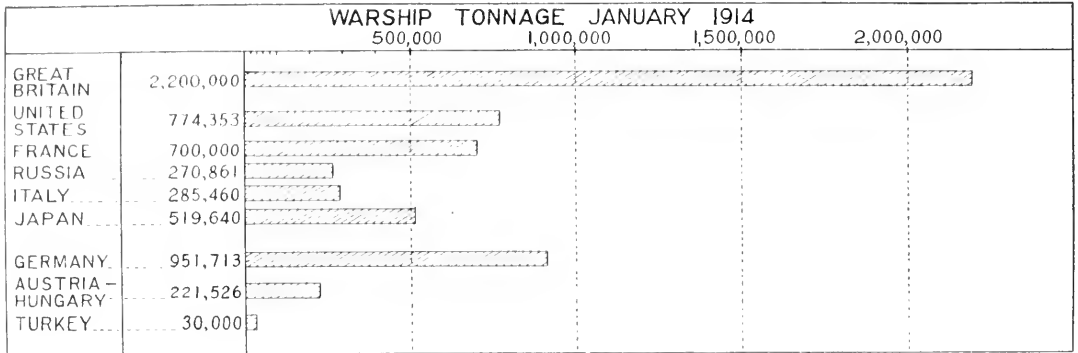 WARSHIP TONNAGE JANUARY 1914
500,000 1,000,000 1,500,000 2,000,000
GREAT
BRITAIN 2,200,000
UNITED
STATES 774,353
FRANCE 700,000
RUSSIA 270,861
ITALY 285,460
JAPAN 519,640
GERMANY 951,713
AUSTRIA-
HUNGARY 221,526
TURKEY 30,000